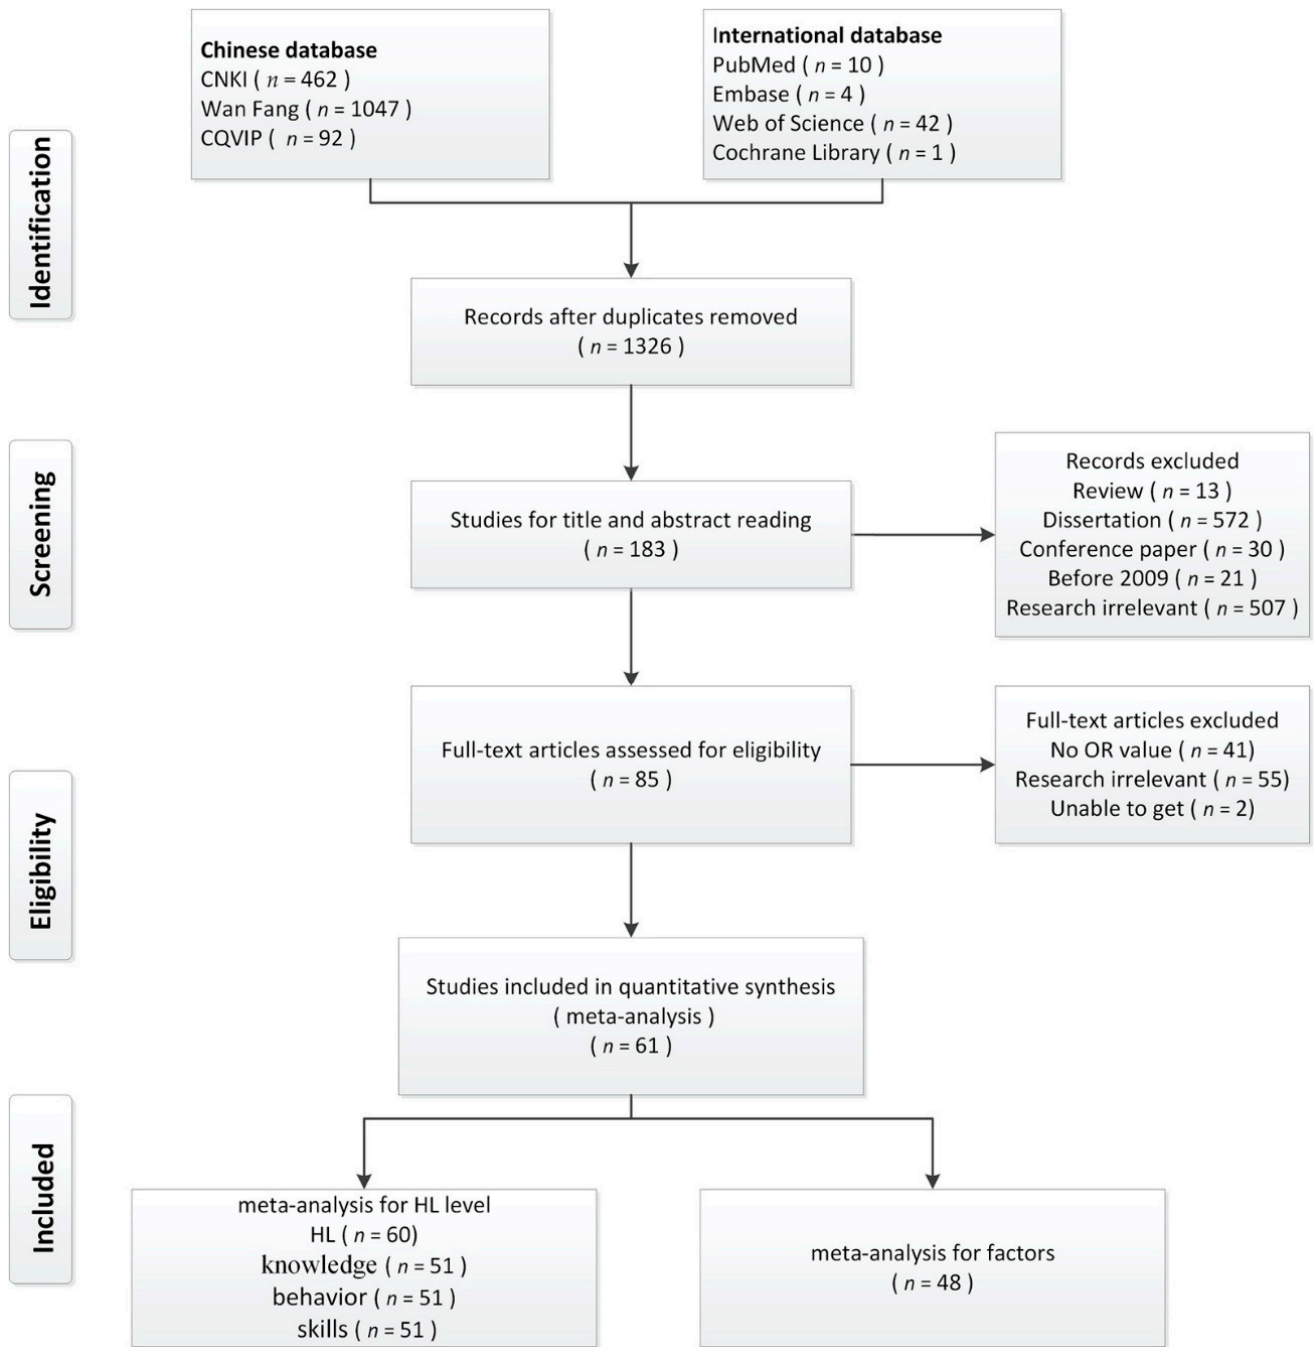 Chinese database
CNKI ( n = 462 )
Wan Fang ( n = 1047 )
CQVIP ( n = 92 )
International database
PubMed ( n = 10 )
Embase ( n = 4 )
Web of Science ( n = 42 )
Cochrane Library ( n = 1 )
Identification
Records after duplicates removed
( n = 1326 )
Screening
Studies for title and abstract reading
( n = 183 )
Records excluded
Review ( n = 13 )
Dissertation ( n = 572 )
Conference paper ( n = 30 )
Before 2009 ( n = 21 )
Research irrelevant ( n = 507 )
Eligibility
Full-text articles assessed for eligibility
( n = 85 )
Full-text articles excluded
No OR value ( n = 41)
Research irrelevant ( n = 55)
Unable to get ( n = 2)
Studies included in quantitative synthesis
( meta-analysis )
( n = 61 )
Included
meta-analysis for HL level
HL ( n = 60)
knowledge ( n = 51 )
behavior ( n = 51 )
skills ( n = 51 )
meta-analysis for factors
( n = 48 )